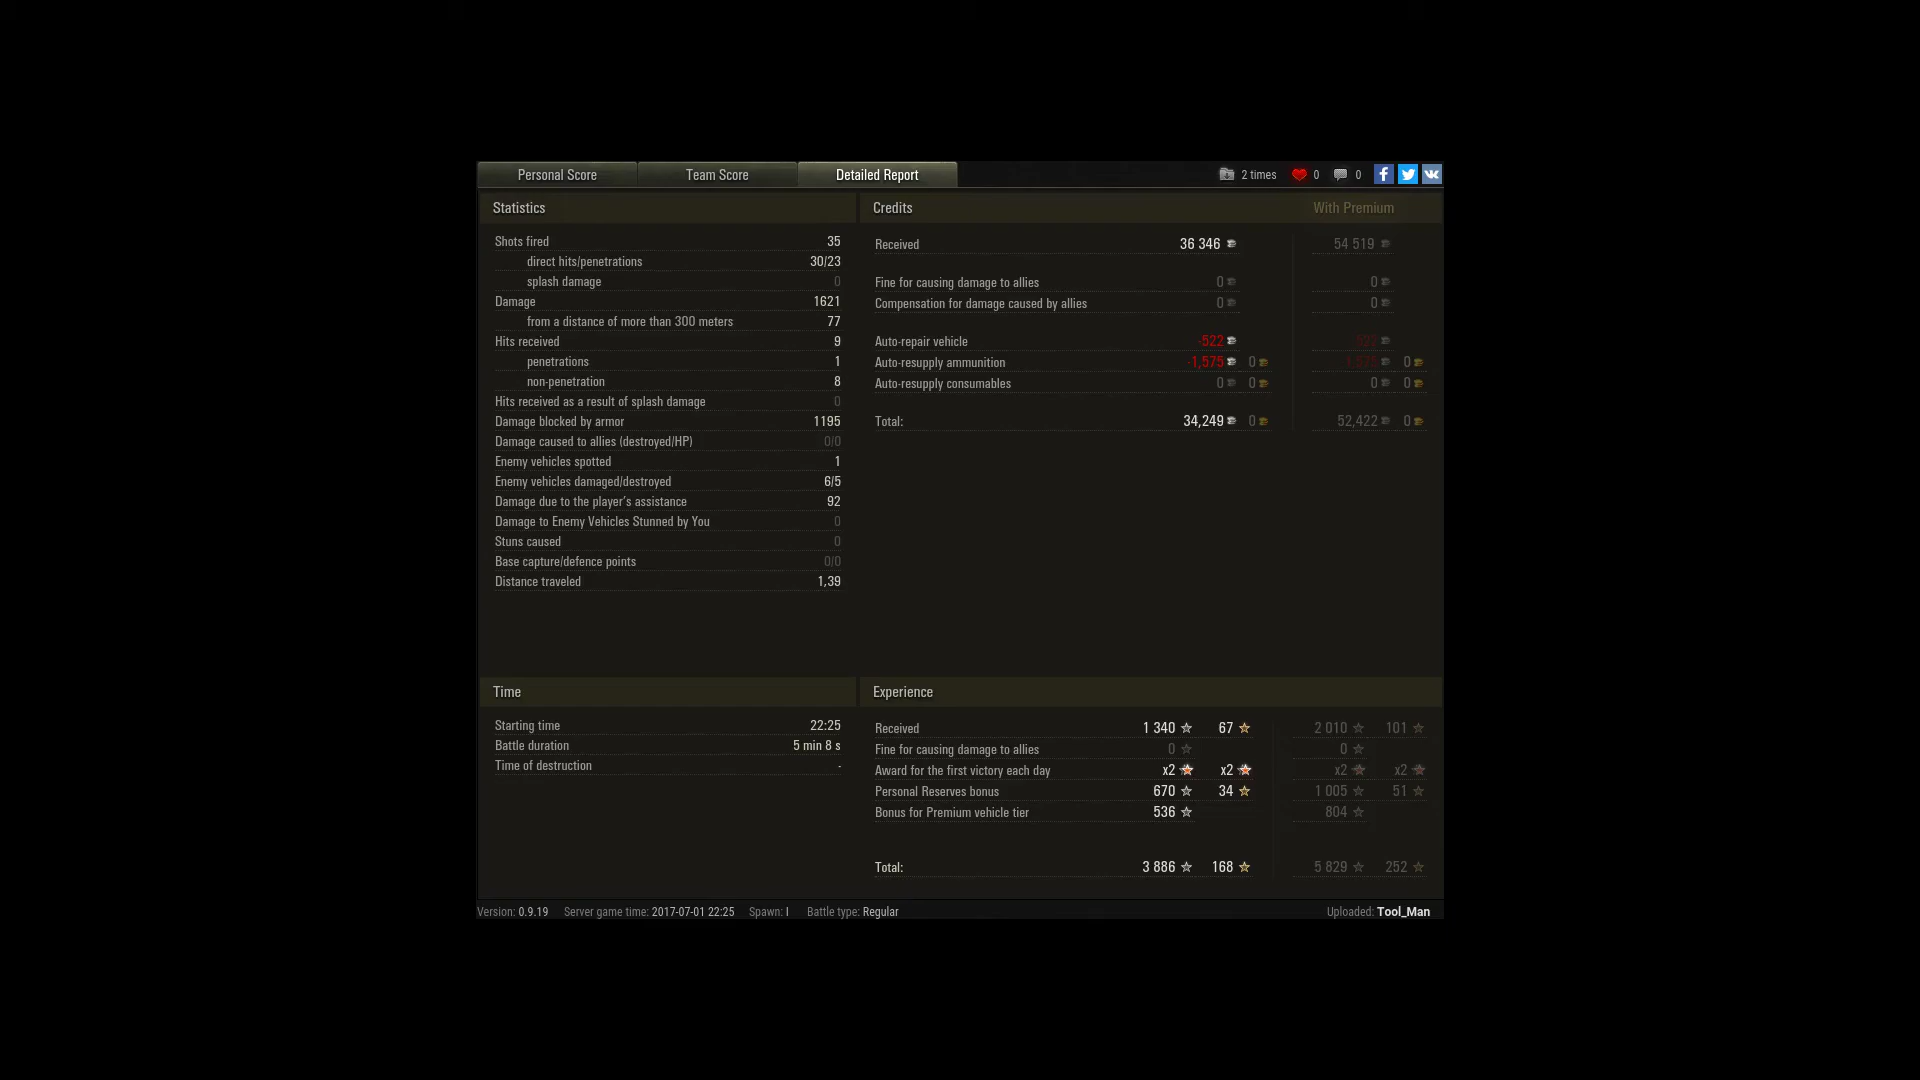 Personal Score Team Score Detailed Report 2 times 0 0
Statistics
Shots fired 35
direct hits/penetrations 30/23
splash damage 0
Damage 1621
from a distance of more than 300 meters 77
Hits received 9
penetrations 1
non-penetration 8
Hits received as a result of splash damage 0
Damage blocked by armor 1195
Damage caused to allies (destroyed/HP) 0/0
Enemy vehicles spotted 1
Enemy vehicles damaged/destroyed 6/5
Damage due to the player's assistance 92
Damage to Enemy Vehicles Stunned by You 0
Stuns caused 0
Base capture/defence points 0/0
Distance traveled 1,39
Credits With Premium
Received 36 346 54 519
Fine for causing damage to allies 0 0
Compensation for damage caused by allies 0 0
Auto-repair vehicle -522 -522
Auto-resupply ammunition -1,575 0 -1,575 0
Auto-resupply consumables 0 0 0 0
Total: 34,249 0 52,422 0
Time
Starting time 22:25
Battle duration 5 min 8 s
Time of destruction -
Experience
Received 1 340 67 2 010 101
Fine for causing damage to allies 0 0
Award for the first victory each day x2 x2 x2 x2
Personal Reserves bonus 670 34 1 005 51
Bonus for Premium vehicle tier 536 804
Total: 3 886 168 5 829 252
Version: 0.9.19 Server game time: 2017-07-01 22:25 Spawn: I Battle type: Regular Uploaded: Tool_Man